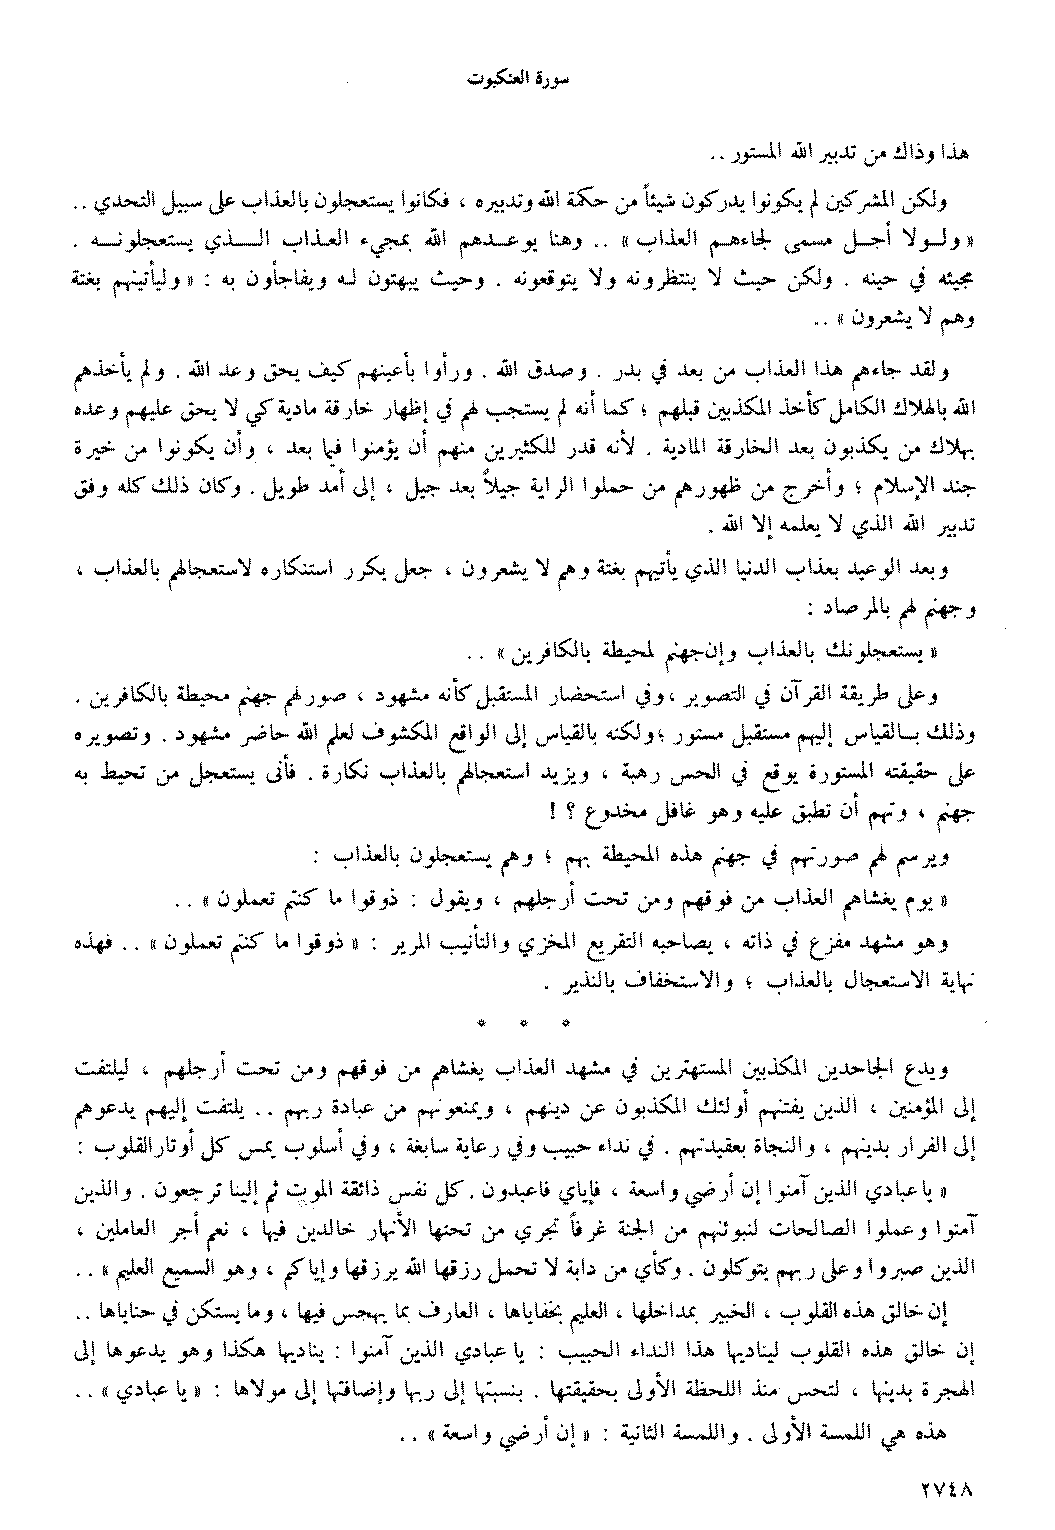 سورة العنكبوت
هذا وذاك من تدبير الله المستور ..
ولكن المشركين لم يكونوا يدركون شيئاً من حكمة الله وتدبيره ، فكانوا يستعجلون بالعذاب على سبيل التحدي ..
« ولولا أجل مسمى لجاءهم العذاب » .. وهنا يوعدهم الله بمجيء العذاب الذي يستعجلونه .
مجيئه في حينه . ولكن حيث لا ينتظرونه ولا يتوقعونه . وحيث يبهتون له ويفاجأون به : « وليأتينهم بغتة
وهم لا يشعرون » ..
ولقد جاءهم هذا العذاب من بعد في بدر . وصدق الله . ورأوا بأعينهم كيف يحق وعد الله . ولم يأخذهم
الله بالهلاك الكامل كأخذ المكذبين قبلهم ؛ كما أنه لم يستجب لهم في إظهار خارقة مادية كي لا يحق عليهم وعده
بهلاك من يكذبون بعد الخارقة المادية . لأنه قدر للكثيرين منهم أن يؤمنوا فيما بعد ، وأن يكونوا من خيرة
جند الإسلام ؛ وأخرج من ظهورهم من حملوا الراية جيلاً بعد جيل ، إلى أمد طويل . وكان ذلك كله وفق
تدبير الله الذي لا يعلمه إلا الله .
وبعد الوعيد بعذاب الدنيا الذي يأتيهم بغتة وهم لا يشعرون ، جعل يكرر استنكاره لاستعجالهم بالعذاب ،
وجهنم لهم بالمرصاد :
« يستعجلونك بالعذاب وإن جهنم لمحيطة بالكافرين » ..
وعلى طريقة القرآن في التصوير ، وفي استحضار المستقبل كأنه مشهود ، صور لهم جهنم محيطة بالكافرين .
وذلك بالقياس إليهم مستقبل مستور ؛ ولكنه بالقياس إلى الواقع المكشوف لعلم الله حاضر مشهود . وتصويره
على حقيقته المستورة يوقع في الحس رهبة ، ويزيد استعجالهم بالعذاب نكارة . فأنى يستعجل من تحيط به
جهنم ، وتهم أن تطبق عليه وهو غافل مخدوع ؟ !
ويرسم لهم صورتهم في جهنم هذه المحيطة بهم ؛ وهم يستعجلون بالعذاب :
« يوم يغشاهم العذاب من فوقهم ومن تحت أرجلهم ، ويقول : ذوقوا ما كنتم تعملون » ..
وهو مشهد مفزع في ذاته ، يصاحبه التقريع المخزي والتأنيب المرير : « ذوقوا ما كنتم تعملون » .. فهذه
نهاية الاستعجال بالعذاب ؛ والاستخفاف بالنذير .
* * *
ويدع الجاحدين المكذبين المستهترين في مشهد العذاب يغشاهم من فوقهم ومن تحت أرجلهم ، ليلتفت
إلى المؤمنين ، الذين يفتنهم أولئك المكذبون عن دينهم ، ويمنعونهم من عبادة ربهم .. يلتفت إليهم يدعوهم
إلى الفرار بدينهم ، والنجاة بعقيدتهم . في نداء حبيب وفي رعاية سابغة ، وفي أسلوب يمس كل أوتار القلوب :
« يا عبادي الذين آمنوا إن أرضي واسعة ، فإياي فاعبدون . كل نفس ذائقة الموت ثم إلينا ترجعون . والذين
آمنوا وعملوا الصالحات لنبوئنهم من الجنة غرفاً تجري من تحتها الأنهار خالدين فيها ، نعم أجر العاملين ،
الذين صبروا وعلى ربهم يتوكلون . وكأي من دابة لا تحمل رزقها الله يرزقها وإياكم ، وهو السميع العليم » ..
إن خالق هذه القلوب ، الخبير بمداخلها ، العليم بخفاياها ، العارف بما يهجس فيها ، وما يستكن في حناياها ..
إن خالق هذه القلوب ليناديها هذا النداء الحبيب : يا عبادي الذين آمنوا : يناديها هكذا وهو يدعوها إلى
الهجرة بدينها ، لتحس منذ اللحظة الأولى بحقيقتها . بنسبتها إلى ربها وإضافتها إلى مولاها : « يا عبادي » ..
هذه هي اللمسة الأولى . واللمسة الثانية : « إن أرضي واسعة » ..
٢٧٤٨